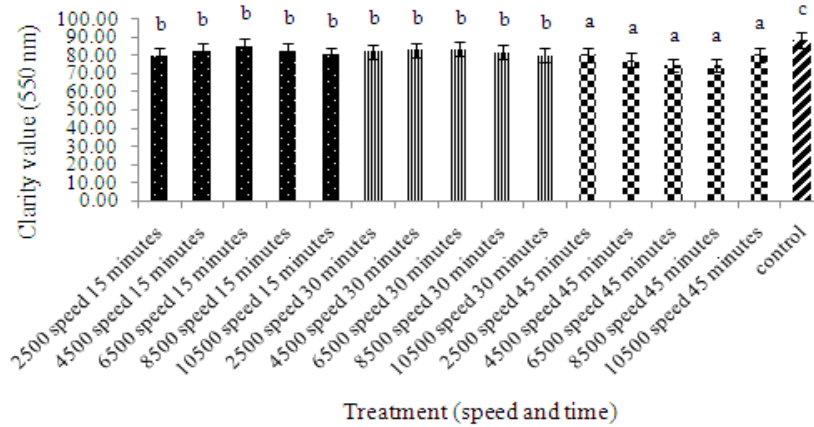 b b b b b b b b b b a a a a a c
100.00
90.00
80.00
70.00
60.00
50.00
40.00
30.00
20.00
10.00
0.00
Clarity value (550 nm)
2500 speed 15 minutes
4500 speed 15 minutes
6500 speed 15 minutes
8500 speed 15 minutes
10500 speed 15 minutes
2500 speed 30 minutes
4500 speed 30 minutes
6500 speed 30 minutes
8500 speed 30 minutes
10500 speed 30 minutes
2500 speed 45 minutes
4500 speed 45 minutes
6500 speed 45 minutes
8500 speed 45 minutes
10500 speed 45 minutes
control
Treatment (speed and time)